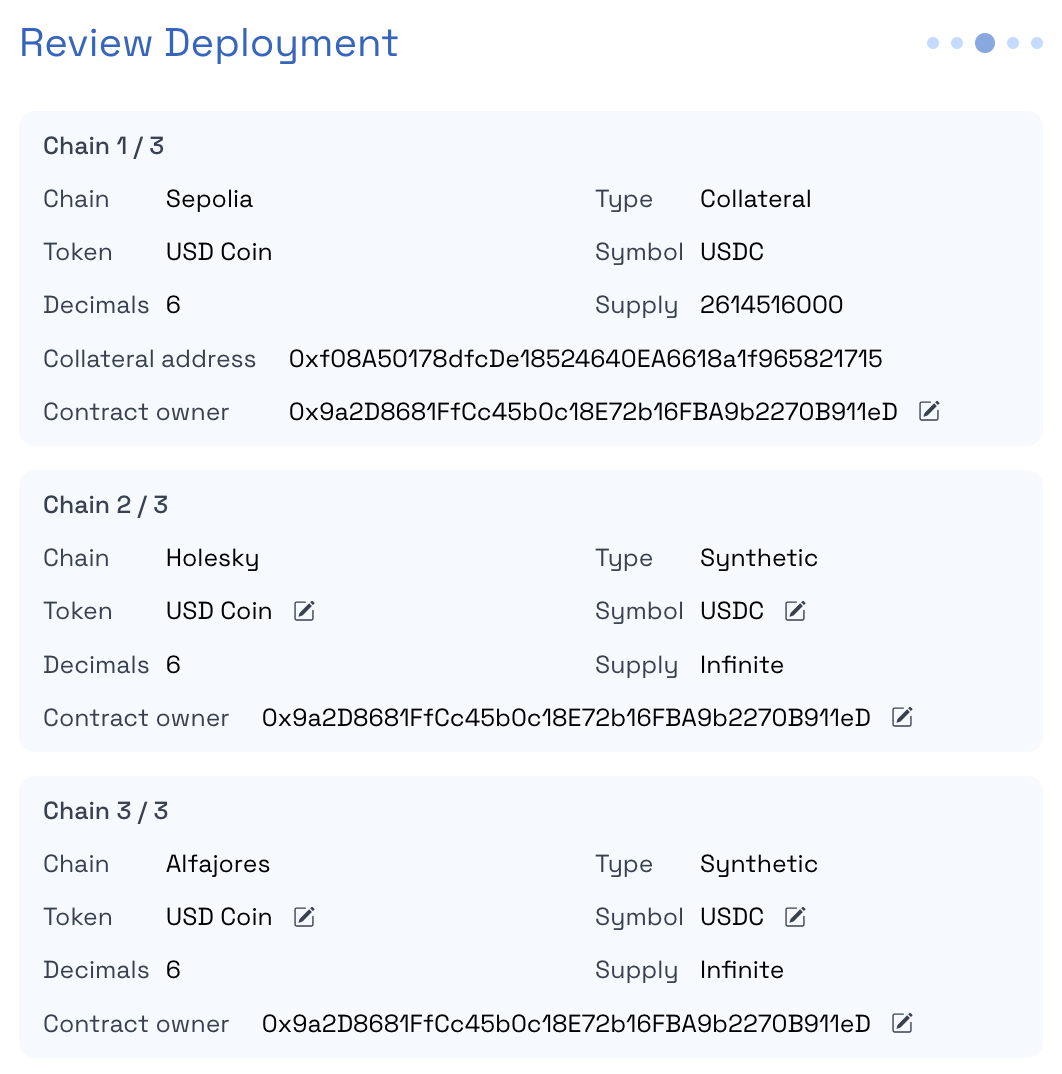 Review Deployment
Chain 1 / 3
Chain Sepolia Type Collateral
Token USD Coin Symbol USDC
Decimals 6 Supply 2614516000
Collateral address 0xf08A50178dfcDe18524640EA6618a1f965821715
Contract owner 0x9a2D8681FfCc45b0c18E72b16FBA9b2270B911eD
Chain 2 / 3
Chain Holesky Type Synthetic
Token USD Coin Symbol USDC
Decimals 6 Supply Infinite
Contract owner 0x9a2D8681FfCc45b0c18E72b16FBA9b2270B911eD
Chain 3 / 3
Chain Alfajores Type Synthetic
Token USD Coin Symbol USDC
Decimals 6 Supply Infinite
Contract owner 0x9a2D8681FfCc45b0c18E72b16FBA9b2270B911eD